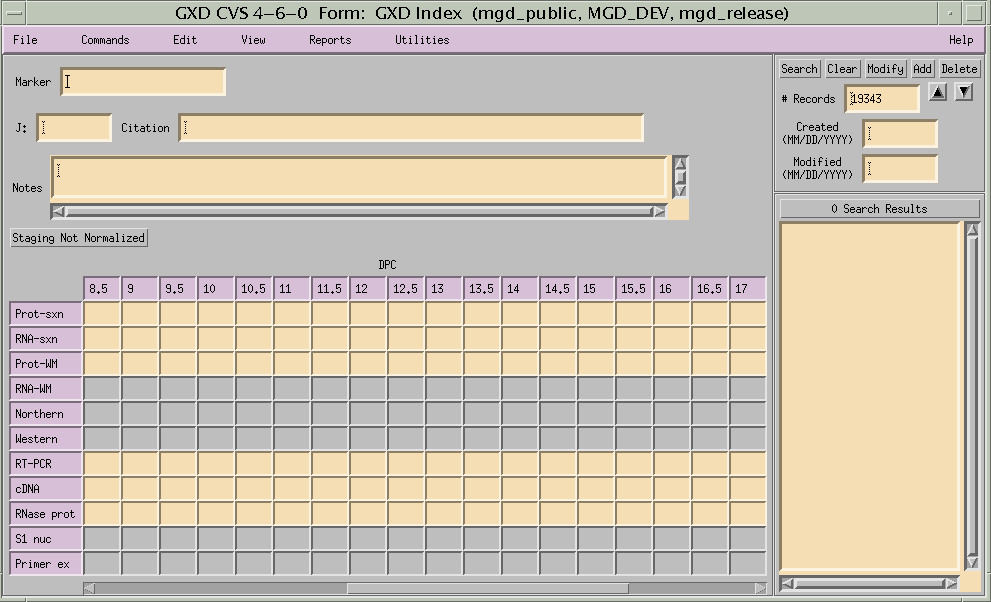 GXD CVS 4-6-0 Form: GXD Index (mgd_public, MGD_DEV, mgd_release)
File Commands Edit View Reports Utilities Help
Marker
J: Citation
Notes
Staging Not Normalized
Search Clear Modify Add Delete
# Records 19343
Created
(MM/DD/YYYY)
Modified
(MM/DD/YYYY)
0 Search Results
DPC
8.5 9 9.5 10 10.5 11 11.5 12 12.5 13 13.5 14 14.5 15 15.5 16 16.5 17
Prot-sxn
RNA-sxn
Prot-WM
RNA-WM
Northern
Western
RT-PCR
cDNA
RNase prot
S1 nuc
Primer ex